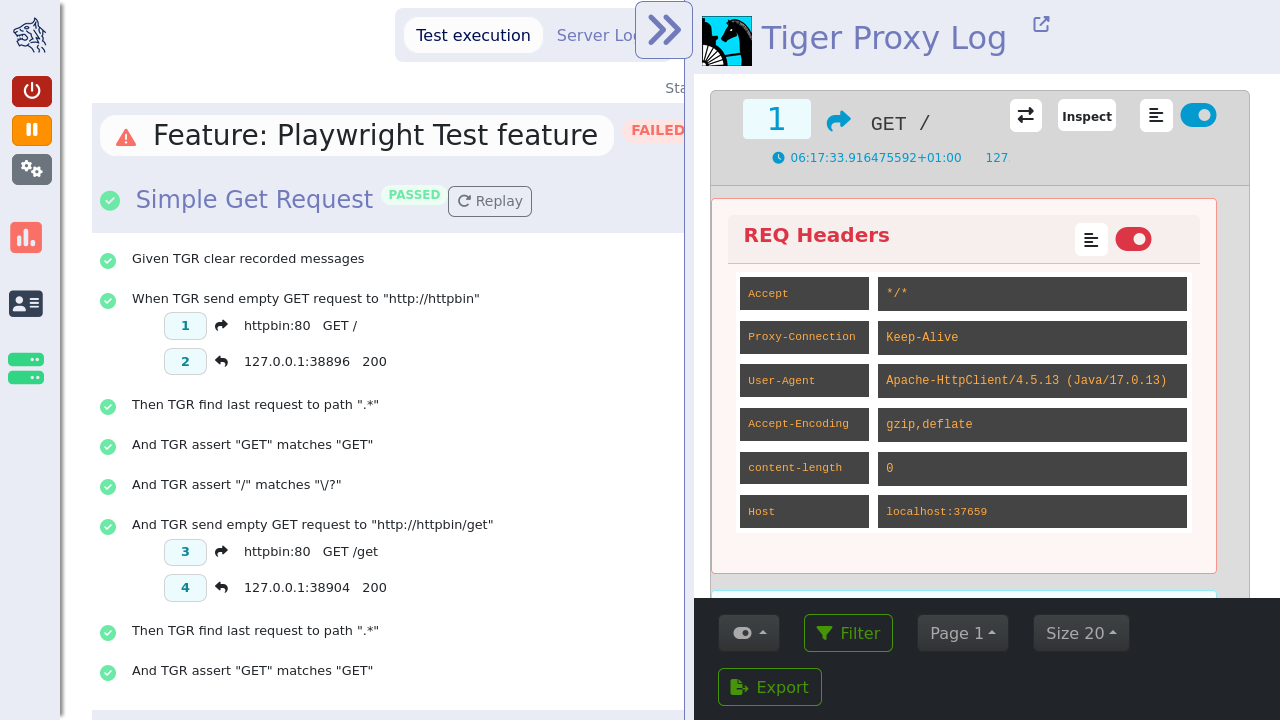 Test execution
Server Lo
Sta
Feature: Playwright Test feature
FAILED
Simple Get Request
PASSED
Replay
Given TGR clear recorded messages
When TGR send empty GET request to "http://httpbin"
1 httpbin:80 GET /
2 127.0.0.1:38896 200
Then TGR find last request to path ".*"
And TGR assert "GET" matches "GET"
And TGR assert "/" matches "\/?"
And TGR send empty GET request to "http://httpbin/get"
3 httpbin:80 GET /get
4 127.0.0.1:38904 200
Then TGR find last request to path ".*"
And TGR assert "GET" matches "GET"
Tiger Proxy Log
1 GET /
Inspect
06:17:33.916475592+01:00 127.
REQ Headers
Accept */*
Proxy-Connection Keep-Alive
User-Agent Apache-HttpClient/4.5.13 (Java/17.0.13)
Accept-Encoding gzip,deflate
content-length 0
Host localhost:37659
Filter
Page 1
Size 20
Export